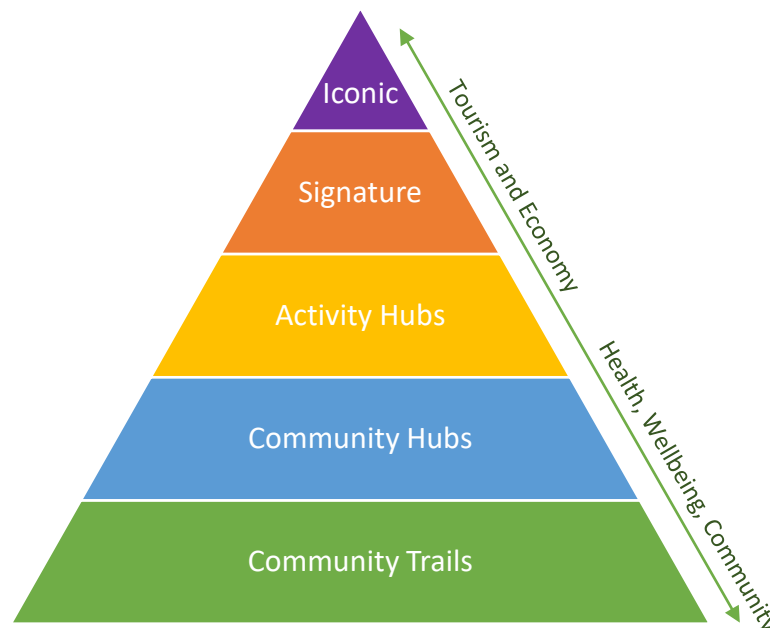 Iconic
Signature
Activity Hubs
Community Hubs
Community Trails
Tourism and Economy
Health, Wellbeing, Community